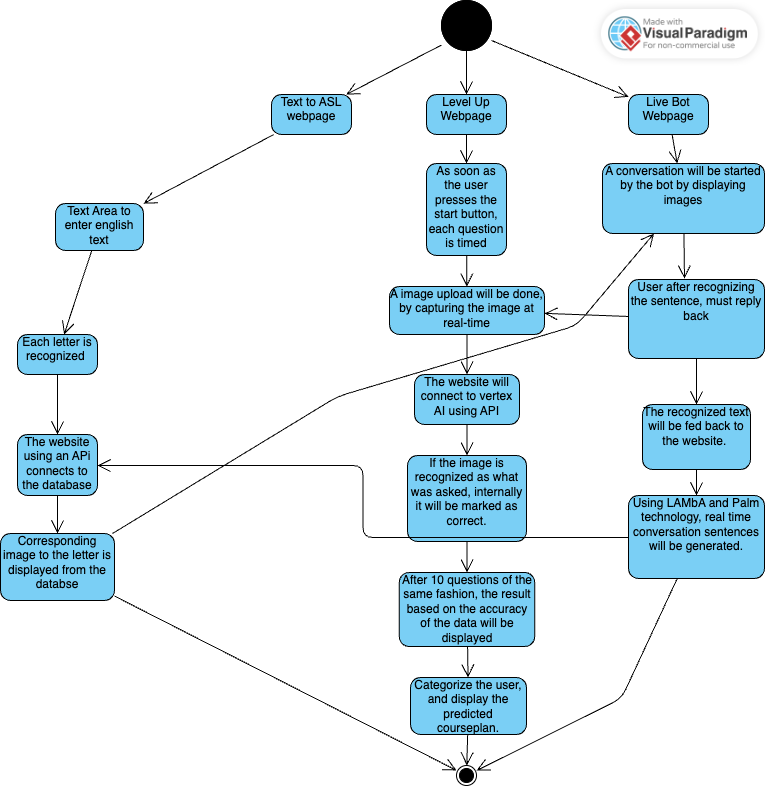 Made with
VisualParadigm
For non-commercial use
Text to ASL
webpage
Level Up
Webpage
Live Bot
Webpage
As soon as
the user
presses the
start button,
each question
is timed
A conversation will be started
by the bot by displaying
images
Text Area to
enter english
text
A image upload will be done,
by capturing the image at
real-time
User after recognizing
the sentence, must reply
back
Each letter is
recognized
The website will
connect to vertex
AI using API
The recognized text
will be fed back to
the website.
The website
using an APi
connects to
the database
If the image is
recognized as what
was asked, internally
it will be marked as
correct.
Using LAMbA and Palm
technology, real time
conversation sentences
will be generated.
Corresponding
image to the letter is
displayed from the
databse
After 10 questions of the
same fashion, the result
based on the accuracy
of the data will be
displayed
Categorize the user,
and display the
predicted
courseplan.